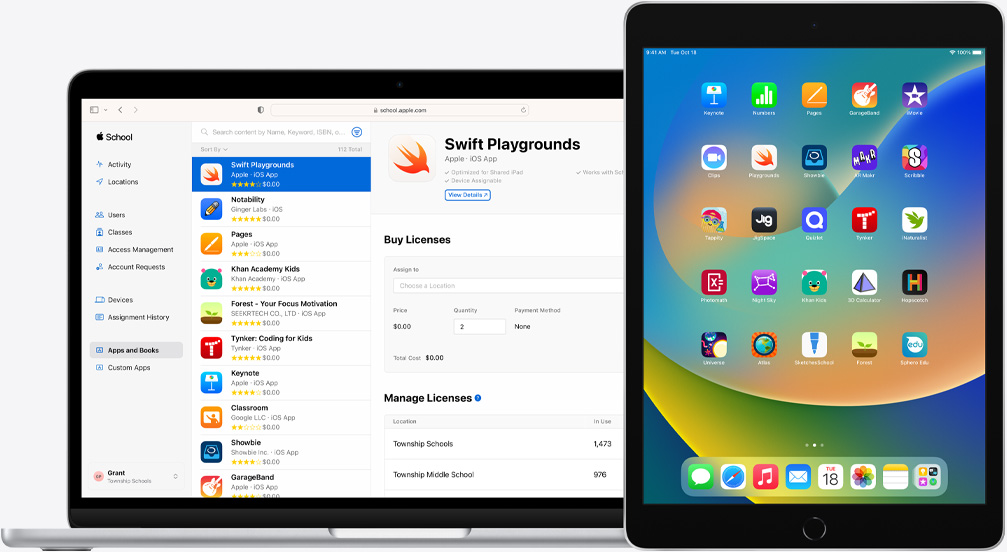 school.apple.com
School
Activity
Locations
Users
Classes
Access Management
Account Requests
Devices
Assignment History
Apps and Books
Custom Apps
Grant
Township Schools
Search content by Name, Keyword, ISBN, o...
Sort By
112 Total
Swift Playgrounds
Apple · iOS App
★★★★☆ $0.00
Notability
Ginger Labs · iOS
★★★★★ $0.00
Pages
Apple · iOS App
★★★☆☆ $0.00
Khan Academy Kids
Khan Academy · iOS App
★★★★★ $0.00
Forest - Your Focus Motivation
SEEKRTECH CO., LTD · iOS App
★★★★★ $0.00
Tynker: Coding for Kids
Tynker · iOS App
★★★★★ $0.00
Keynote
Apple · iOS App
★★★★☆ $0.00
Classroom
Google LLC · iOS App
★★☆☆☆ $0.00
Showbie
Showbie Inc. · iOS App
★★★★☆ $0.00
GarageBand
Apple · iOS App
$0.00
Swift Playgrounds
Apple · iOS App
✓ Optimized for Shared iPad
✓ Works with Sch
✓ Device Assignable
View Details
Buy Licenses
Assign to
Choose a Location
Price Quantity Payment Method
$0.00 2 None
Total Cost $0.00
Manage Licenses ?
Location In Use
Township Schools 1,473
Township Middle School 976
9:41 AM Tue Oct 18 100%
Keynote Numbers Pages GarageBand iMovie
MAKR
Clips Playgrounds Showbie XR Makr Scribble
Jig
JigSpace Quizlet Tynker iNaturalist
Photomath Night Sky Khan Kids 3D Calculator Hopscotch
edu
Universe Atlas SketchesSchool Forest Sphero Edu
TUE
18